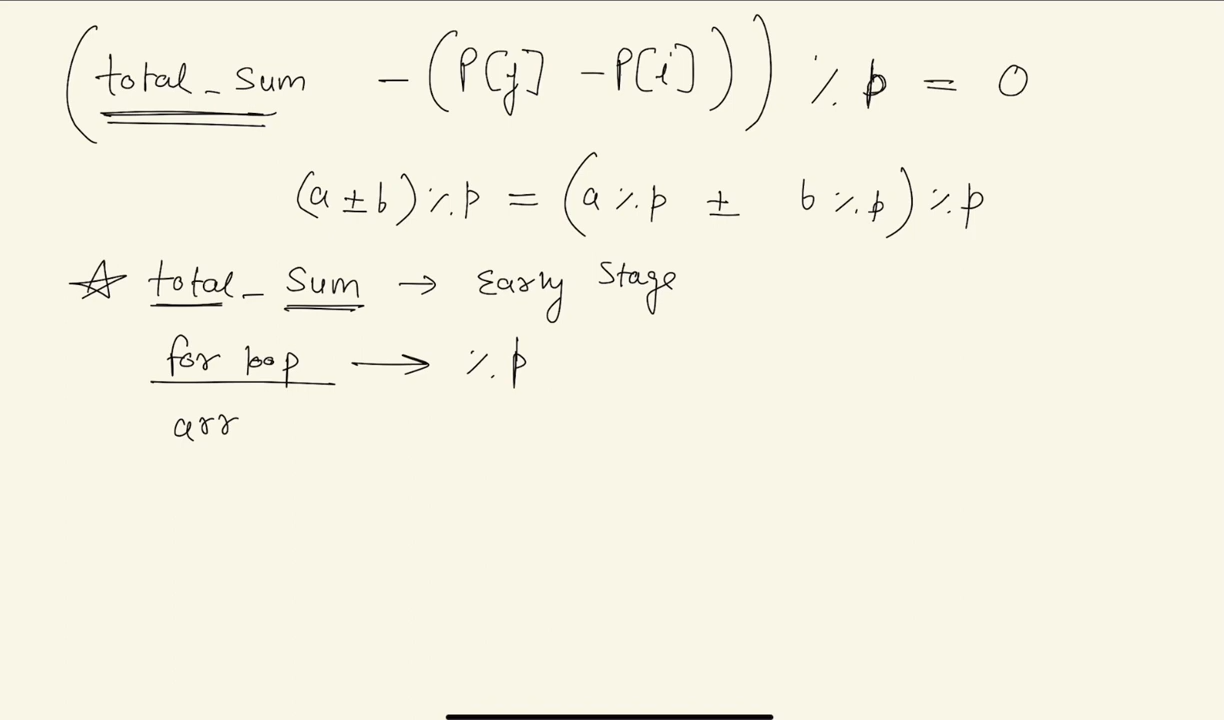 (total_sum - (P[j] - P[i])) % p = 0
(a ± b) % p = (a % p ± b % p) % p
☆ total_sum → Early Stage
for loop → % p
arr